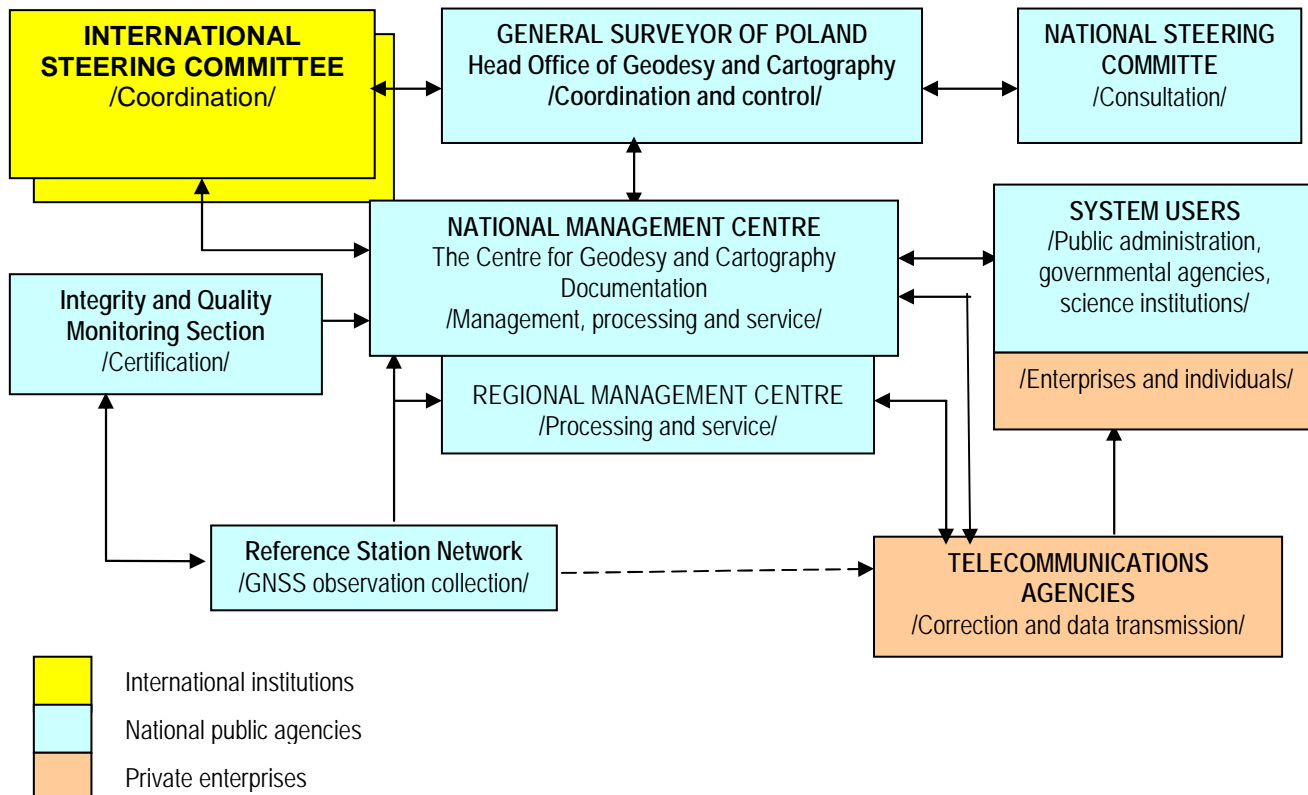 INTERNATIONAL
STEERING COMMITTEE
/Coordination/
GENERAL SURVEYOR OF POLAND
Head Office of Geodesy and Cartography
/Coordination and control/
NATIONAL STEERING
COMMITTE
/Consultation/
NATIONAL MANAGEMENT CENTRE
The Centre for Geodesy and Cartography
Documentation
/Management, processing and service/
SYSTEM USERS
/Public administration,
governmental agencies,
science institutions/
/Enterprises and individuals/
Integrity and Quality
Monitoring Section
/Certification/
REGIONAL MANAGEMENT CENTRE
/Processing and service/
Reference Station Network
/GNSS observation collection/
TELECOMMUNICATIONS
AGENCIES
/Correction and data transmission/
International institutions
National public agencies
Private enterprises